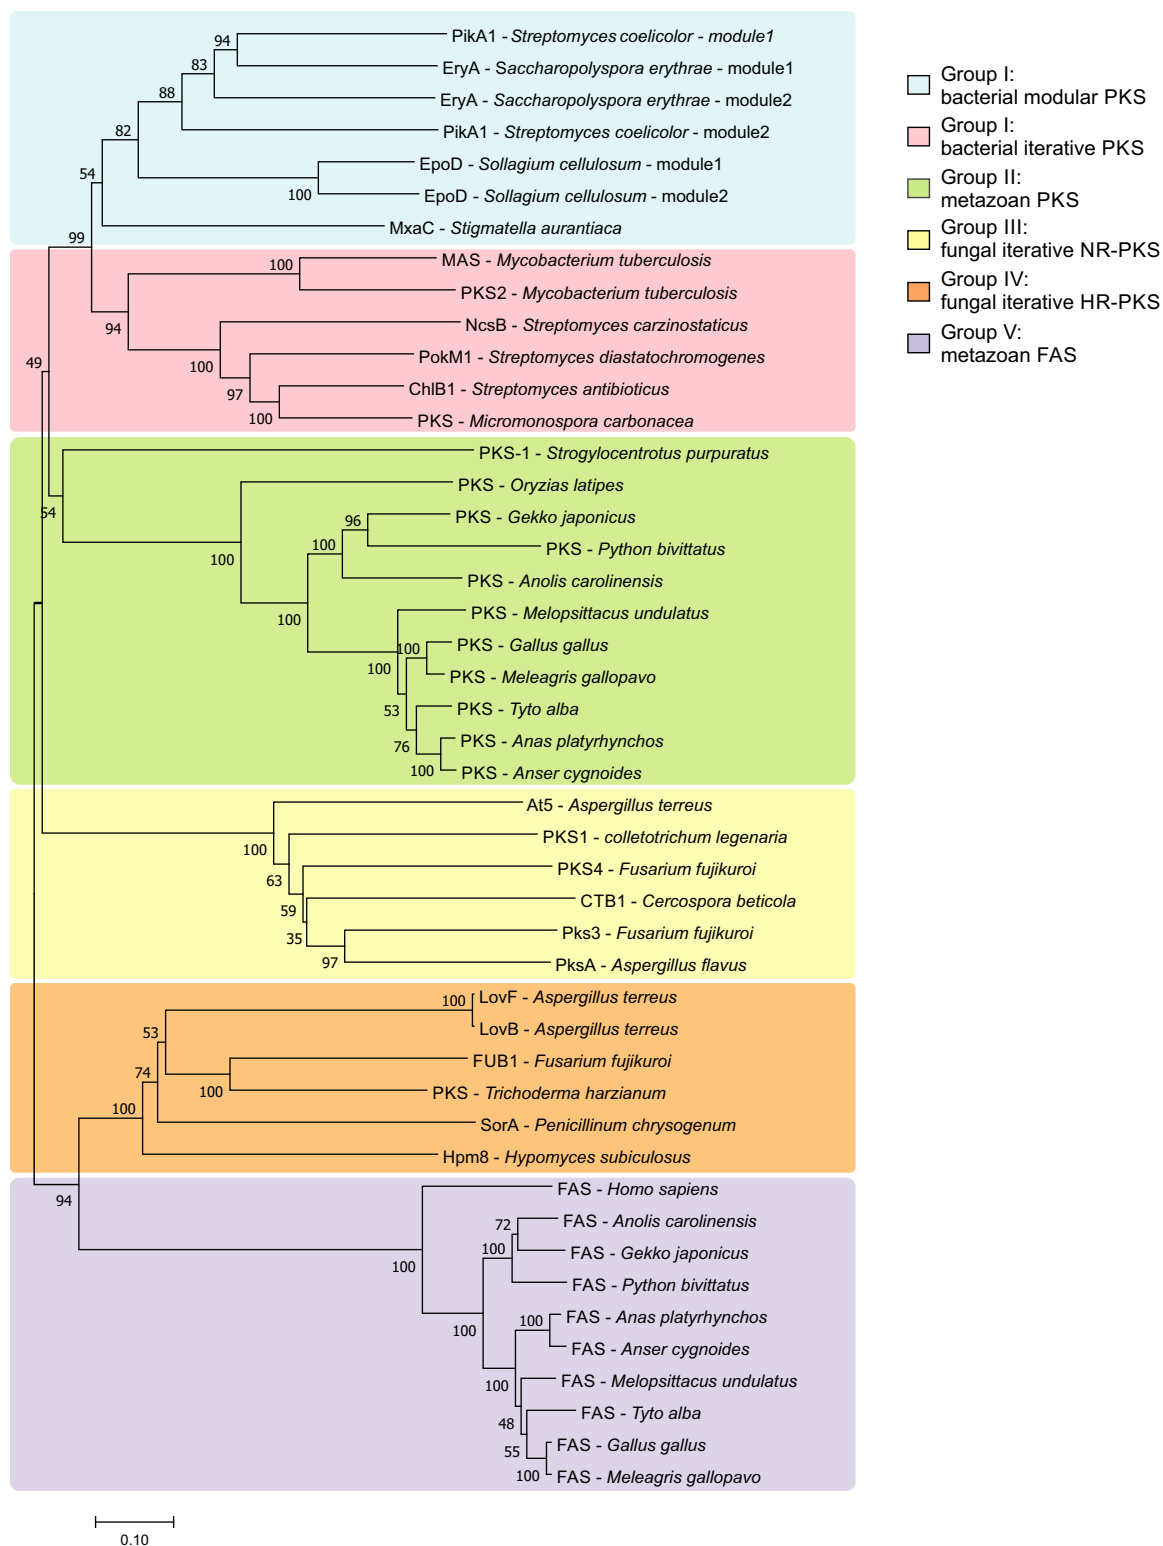 PikA1 - Streptomyces coelicolor - module1
94
EryA - Saccharopolyspora erythrae - module1
83
EryA - Saccharopolyspora erythrae - module2
88
PikA1 - Streptomyces coelicolor - module2
82
EpoD - Sollagium cellulosum - module1
100
EpoD - Sollagium cellulosum - module2
54
MxaC - Stigmatella aurantiaca
99
MAS - Mycobacterium tuberculosis
100
PKS2 - Mycobacterium tuberculosis
94
NcsB - Streptomyces carzinostaticus
100
PokM1 - Streptomyces diastatochromogenes
49
97
ChlB1 - Streptomyces antibioticus
100
PKS - Micromonospora carbonacea
PKS-1 - Strogylocentrotus purpuratus
54
PKS - Oryzias latipes
100
PKS - Gekko japonicus
96
PKS - Python bivittatus
100
PKS - Anolis carolinensis
100
PKS - Melopsittacus undulatus
100
PKS - Gallus gallus
100
PKS - Meleagris gallopavo
53
PKS - Tyto alba
76
PKS - Anas platyrhynchos
100
PKS - Anser cygnoides
At5 - Aspergillus terreus
100
PKS1 - colletotrichum legenaria
63
PKS4 - Fusarium fujikuroi
59
CTB1 - Cercospora beticola
35
Pks3 - Fusarium fujikuroi
97
PksA - Aspergillus flavus
LovF - Aspergillus terreus
100
LovB - Aspergillus terreus
53
FUB1 - Fusarium fujikuroi
74
100
PKS - Trichoderma harzianum
100
SorA - Penicillinum chrysogenum
Hpm8 - Hypomyces subiculosus
94
FAS - Homo sapiens
100
FAS - Anolis carolinensis
72
FAS - Gekko japonicus
100
FAS - Python bivittatus
100
FAS - Anas platyrhynchos
100
FAS - Anser cygnoides
100
FAS - Melopsittacus undulatus
48
FAS - Tyto alba
55
FAS - Gallus gallus
100
FAS - Meleagris gallopavo
0.10
Group I:
bacterial modular PKS
Group I:
bacterial iterative PKS
Group II:
metazoan PKS
Group III:
fungal iterative NR-PKS
Group IV:
fungal iterative HR-PKS
Group V:
metazoan FAS